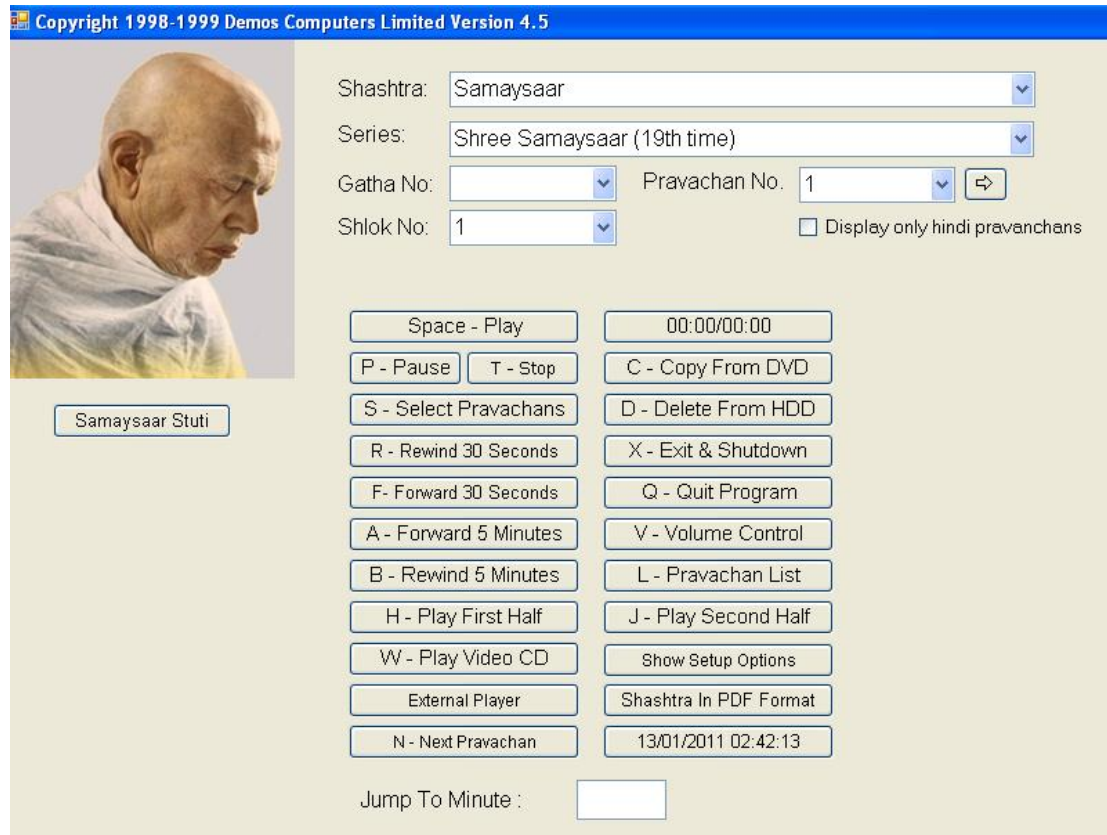 Copyright 1998-1999 Demos Computers Limited Version 4.5
Shashtra: Samaysaar
Series: Shree Samaysaar (19th time)
Gatha No: Pravachan No. 1
Shlok No: 1 Display only hindi pravanchans
Space - Play 00:00/00:00
P - Pause T - Stop C - Copy From DVD
Samaysaar Stuti S - Select Pravachans D - Delete From HDD
R - Rewind 30 Seconds X - Exit & Shutdown
F- Forward 30 Seconds Q - Quit Program
A - Forward 5 Minutes V - Volume Control
B - Rewind 5 Minutes L - Pravachan List
H - Play First Half J - Play Second Half
W - Play Video CD Show Setup Options
External Player Shashtra In PDF Format
N - Next Pravachan 13/01/2011 02:42:13
Jump To Minute :